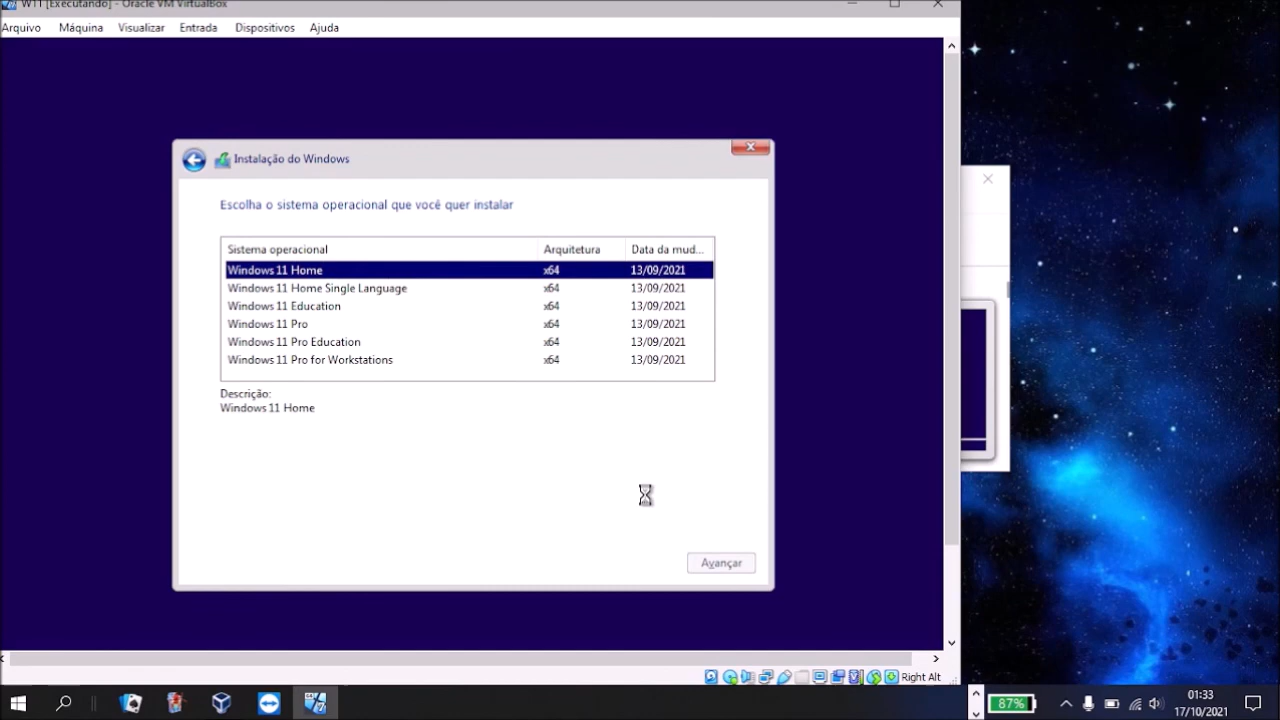 W11 [Executando] - Oracle VM VirtualBox
Arquivo Máquina Visualizar Entrada Dispositivos Ajuda
Instalação do Windows
Escolha o sistema operacional que você quer instalar
Sistema operacional Arquitetura Data da mud...
Windows 11 Home x64 13/09/2021
Windows 11 Home Single Language x64 13/09/2021
Windows 11 Education x64 13/09/2021
Windows 11 Pro x64 13/09/2021
Windows 11 Pro Education x64 13/09/2021
Windows 11 Pro for Workstations x64 13/09/2021
Descrição:
Windows 11 Home
Avançar
Right Alt
87%
01:33
17/10/2021